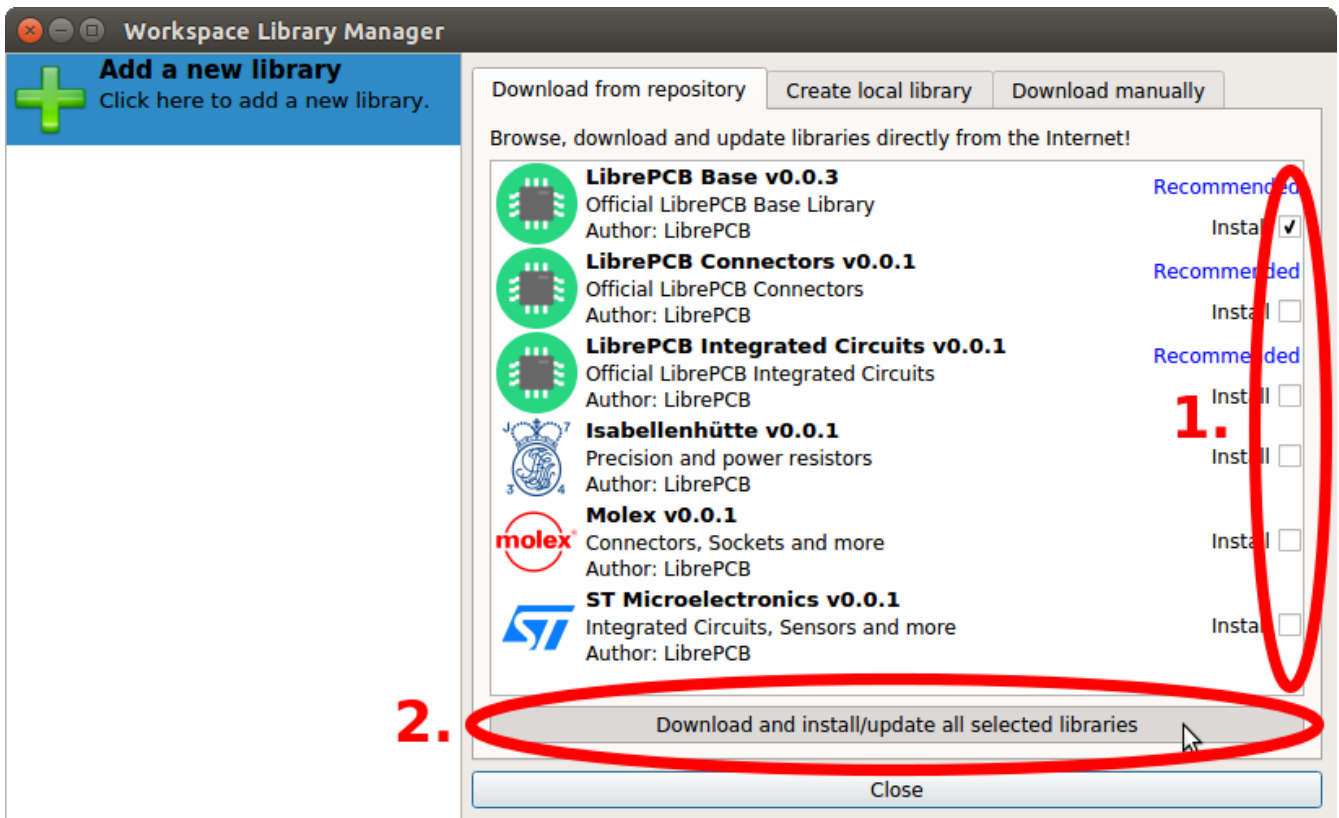 Workspace Library Manager
Add a new library
Click here to add a new library.
Download from repository
Create local library
Download manually
Browse, download and update libraries directly from the Internet!
LibrePCB Base v0.0.3
Recommended
Official LibrePCB Base Library
Author: LibrePCB
Install
LibrePCB Connectors v0.0.1
Recommended
Official LibrePCB Connectors
Author: LibrePCB
Install
LibrePCB Integrated Circuits v0.0.1
Recommended
Official LibrePCB Integrated Circuits
Author: LibrePCB
Install
1.
J 7
3 4
Isabellenhütte v0.0.1
Precision and power resistors
Install
Author: LibrePCB
molex
Molex v0.0.1
Connectors, Sockets and more
Install
Author: LibrePCB
ST
ST Microelectronics v0.0.1
Integrated Circuits, Sensors and more
Install
Author: LibrePCB
2.
Download and install/update all selected libraries
Close